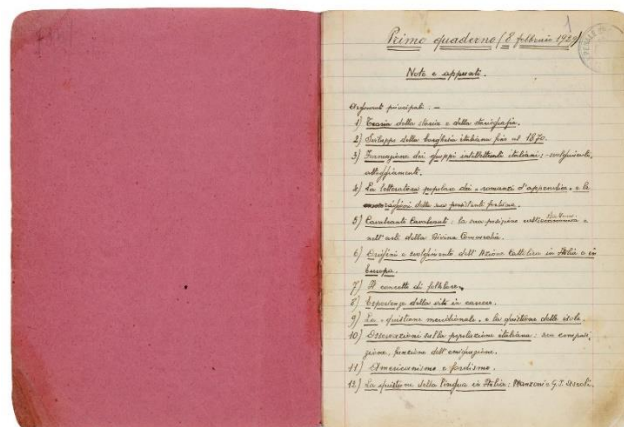 Primo quaderno (8 febbraio 1929)
Note e appunti.
Argomenti principali: —
1) Teoria della storia e della storiografia.
2) Sviluppo della borghesia italiana fino al 1870.
3) Formazione dei gruppi intellettuali italiani: - svolgimento,
atteggiamenti.
4) La letteratura popolare dei «romanzi d'appendice» e le
ragioni della sua persistente fortuna.
5) Cavalcante Cavalcanti: la sua posizione nella
nell'arte della Divina Commedia.
6) Origini e svolgimento dell'Azione Cattolica in Italia e in
Europa.
7) Il concetto di folklore.
8) Esperienze della vita in carcere.
9) La «quistione meridionale» e la quistione delle isole.
10) Osservazioni sulla popolazione italiana: sua composi-
zione, funzione dell'emigrazione.
11) Americanismo e fordismo.
12) La quistione della lingua in Italia: Manzoni e G. I. Ascoli.